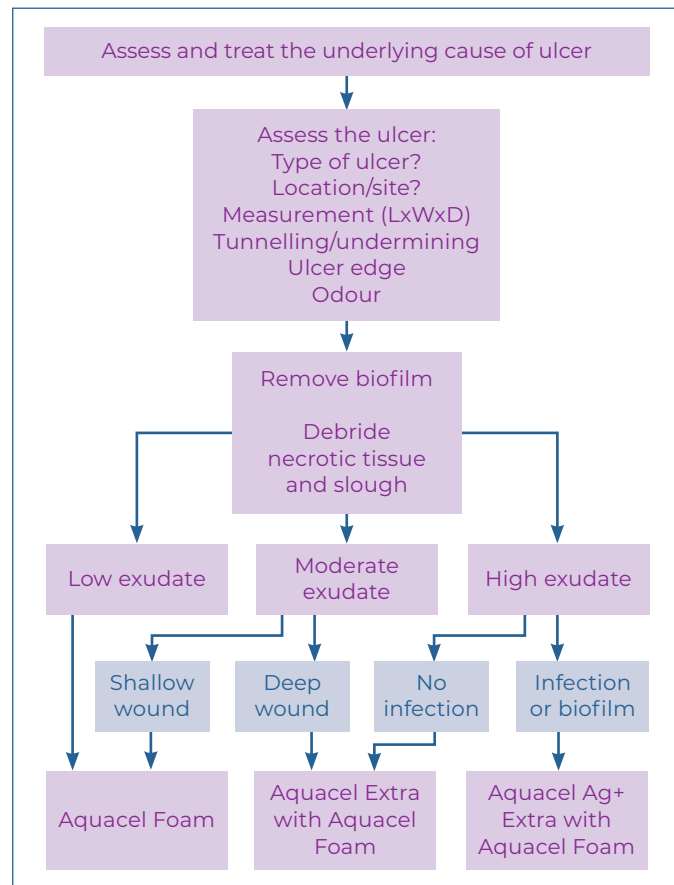 Assess and treat the underlying cause of ulcer
Assess the ulcer:
Type of ulcer?
Location/site?
Measurement (LxWxD)
Tunnelling/undermining
Ulcer edge
Odour
Remove biofilm
Debride
necrotic tissue
and slough
Low exudate
Moderate
exudate
High exudate
Shallow
wound
Deep
wound
No
infection
Infection
or biofilm
Aquacel Foam
Aquacel Extra
with Aquacel
Foam
Aquacel Ag+
Extra with
Aquacel Foam